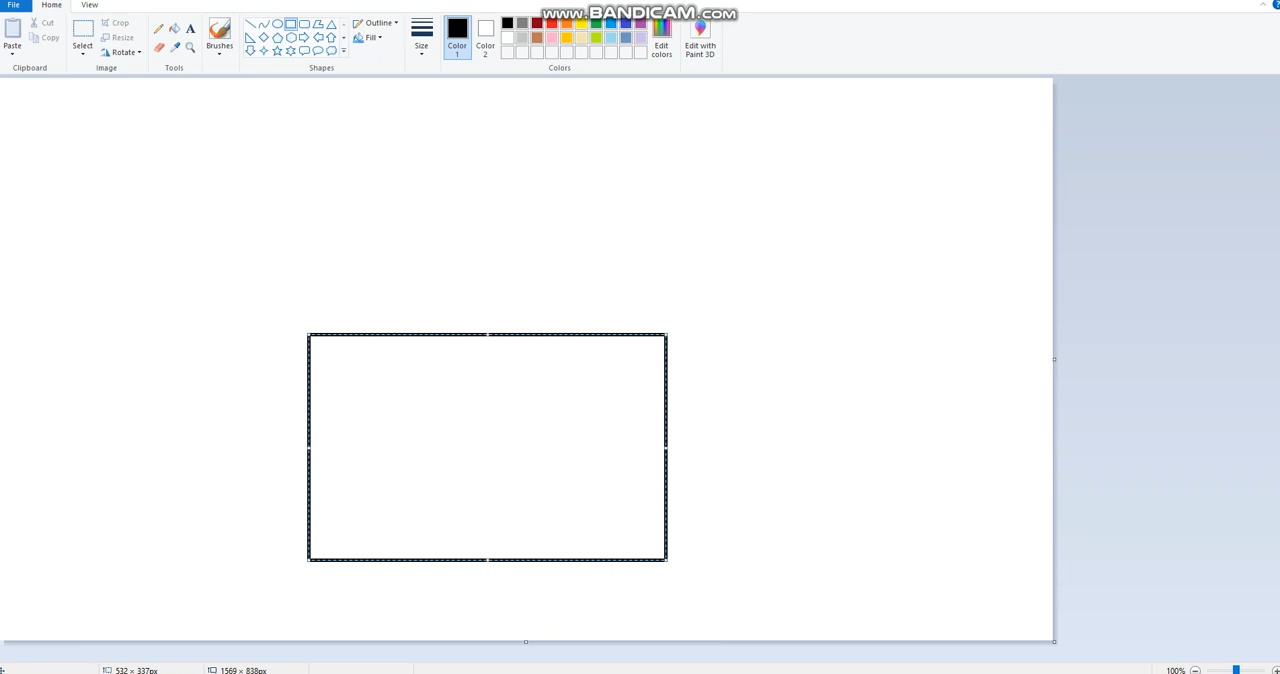 File Home View
www.BANDICAM.com
Cut
Copy
Paste
Clipboard
Crop
Resize
Rotate
Select
Image
Tools
Brushes
Outline
Fill
Shapes
Size
Color 1
Color 2
Edit colors
Colors
Edit with Paint 3D
532 × 337px
1569 × 838px
100%